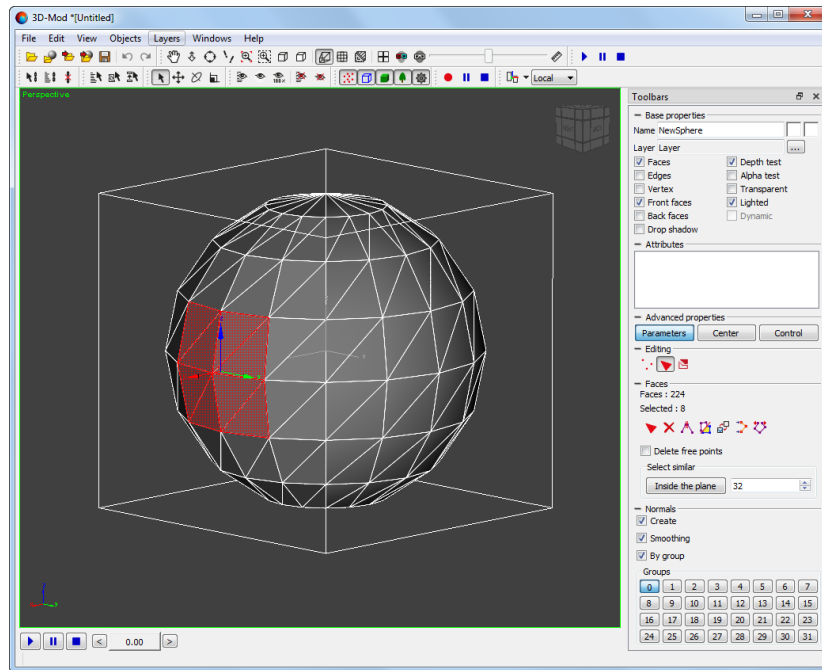 3D-Mod *[Untitled]
File Edit View Objects Layers Windows Help
100%
Local
Perspective
Toolbars
Base properties
Name NewSphere
Layer Layer ...
Faces Depth test
Edges Alpha test
Vertex Transparent
Front faces Lighted
Back faces Dynamic
Drop shadow
Attributes
Advanced properties
Parameters Center Control
Editing
Faces
Faces : 224
Selected : 8
Delete free points
Select similar
Inside the plane 32
Normals
Create
Smoothing
By group
Groups
0 1 2 3 4 5 6 7
8 9 10 11 12 13 14 15
16 17 18 19 20 21 22 23
24 25 26 27 28 29 30 31
< 0.00 >